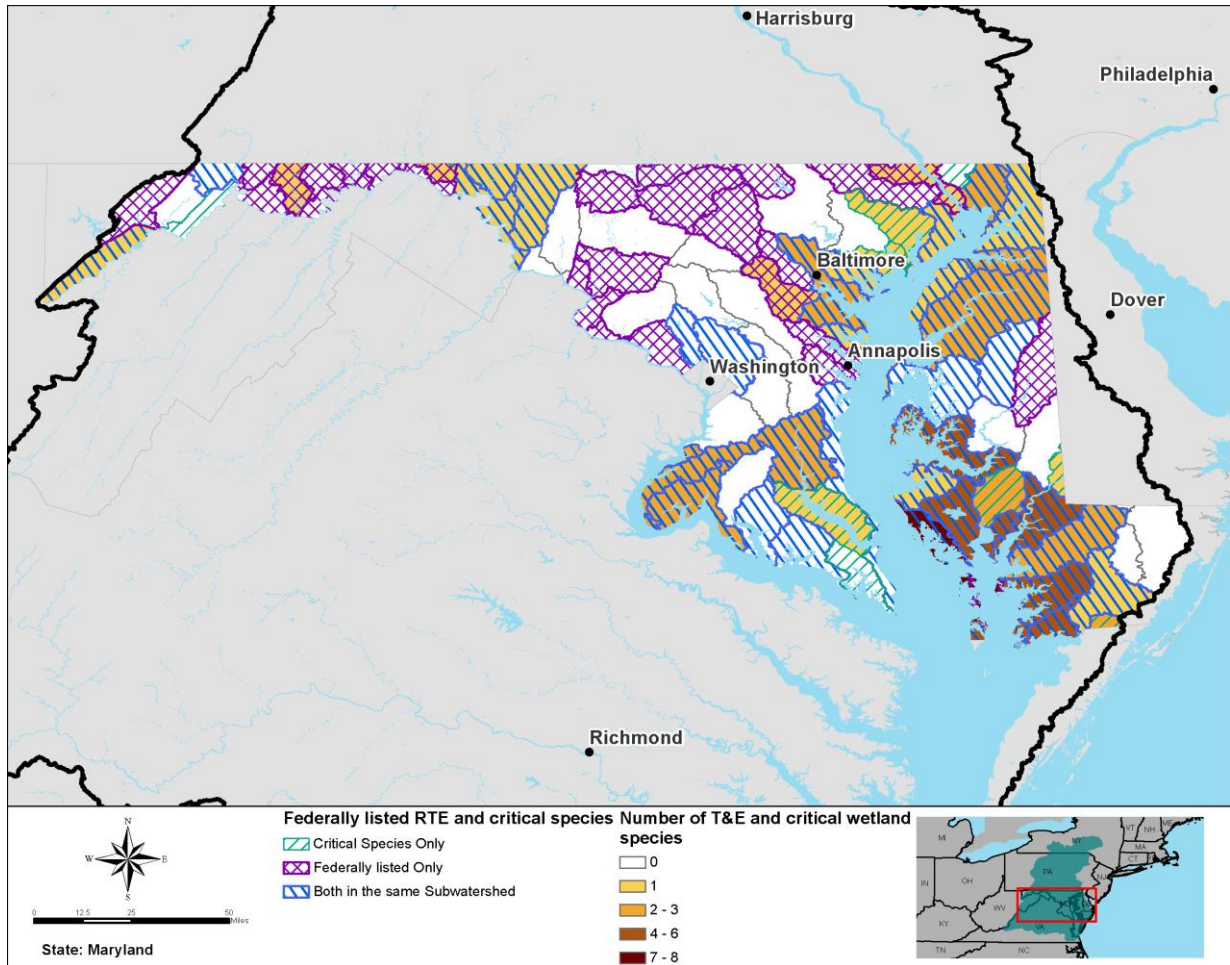 Harrisburg
Philadelphia
Baltimore
Dover
Annapolis
Washington
Richmond
N
W
E
S
0 12.5 25 50
Miles
State: Maryland
Federally listed RTE and critical species
Critical Species Only
Federally listed Only
Both in the same Subwatershed
Number of T&E and critical wetland
species
0
1
2 - 3
4 - 6
7 - 8
MI
NY
VT
NH
ME
MA
CT
PA
NJ
IN
OH
WV
KY
VA
TN
NC